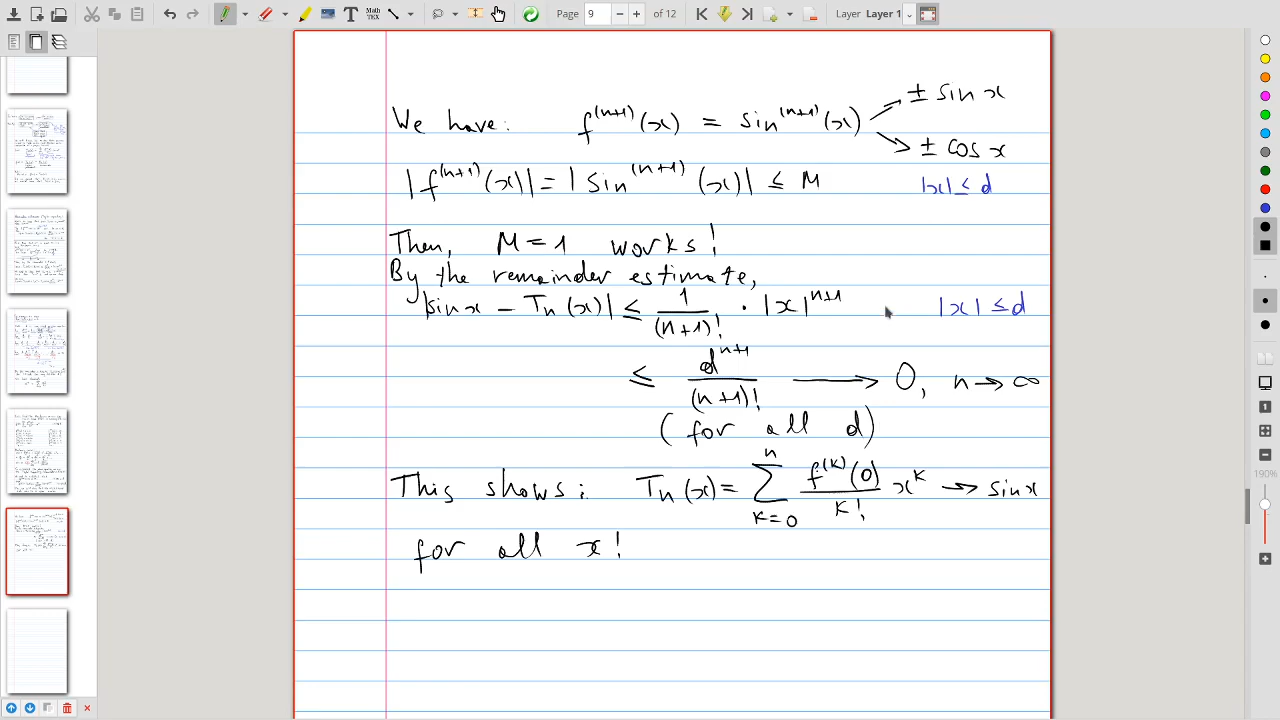 Page 9 of 12 Layer Layer 1
We have: f^(n+1)(x) = sin^(n+1)(x)
± sin x
± cos x
|f^(n+1)(x)| = |sin^(n+1)(x)| ≤ M |x| ≤ d
Then, M = 1 works!
By the remainder estimate,
|sin x − Tn(x)| ≤ 1/(n+1)! · |x|^n+1 |x| ≤ d
≤ d^n+1/(n+1)! ⟶ 0, n → ∞
(for all d)
This shows: Tn(x) = ∑_{k=0}^{n} f^(k)(0)/k! x^k → sin x
for all x!
190%